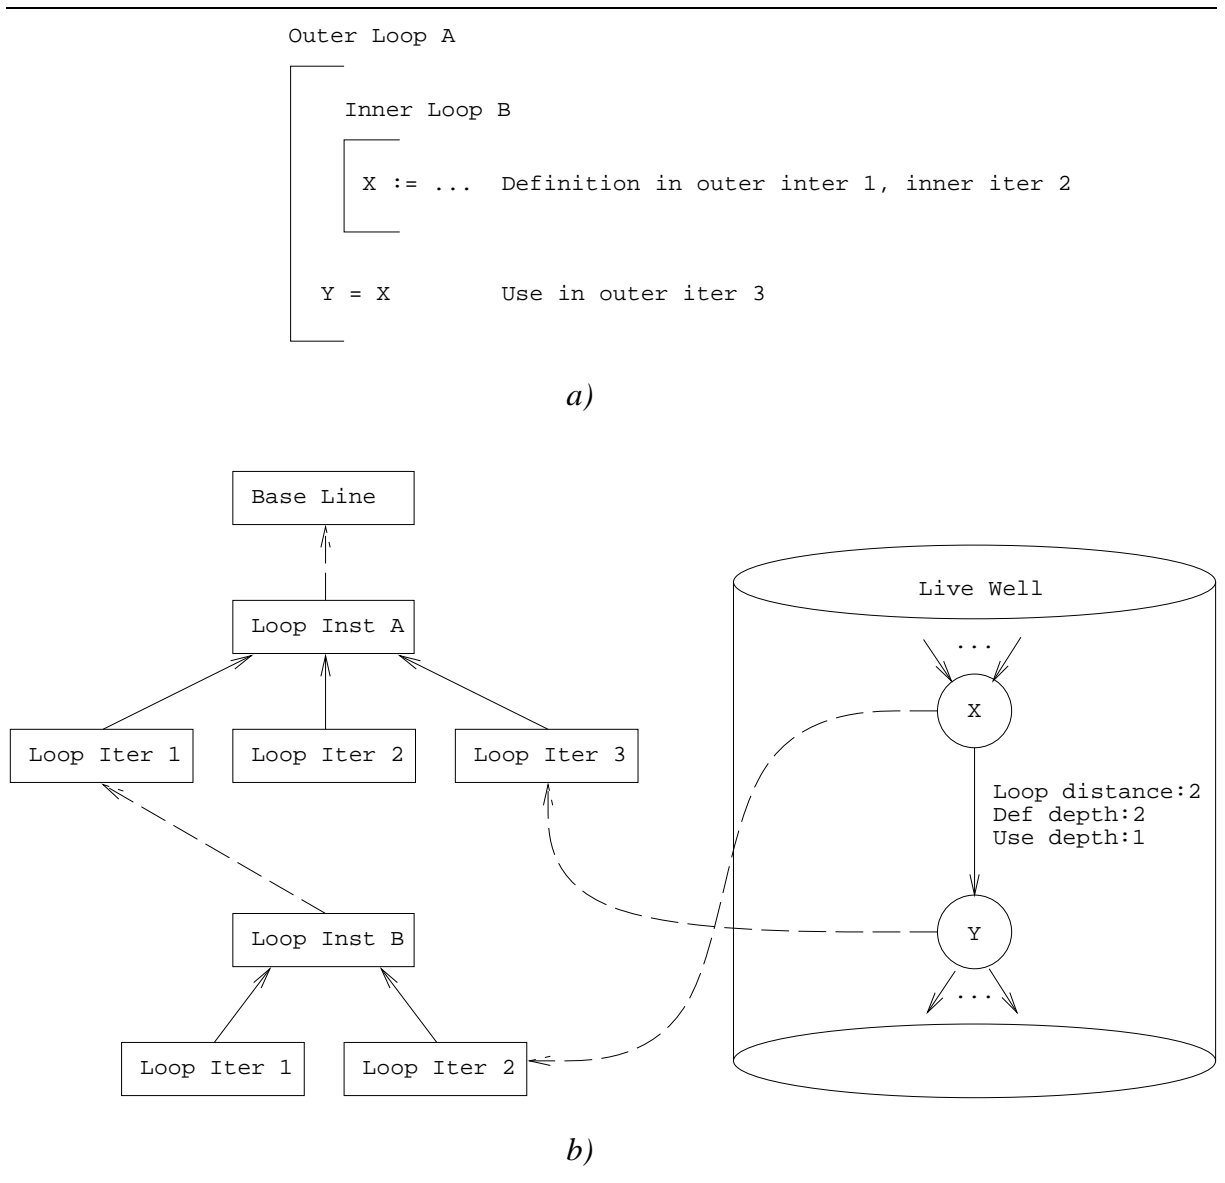 Outer Loop A
Inner Loop B
X := ... Definition in outer inter 1, inner iter 2
Y = X Use in outer iter 3
a)
Base Line
Live Well
Loop Inst A
...
X
Loop Iter 1 Loop Iter 2 Loop Iter 3
Loop distance:2
Def depth:2
Use depth:1
Loop Inst B
Y
...
Loop Iter 1 Loop Iter 2
b)